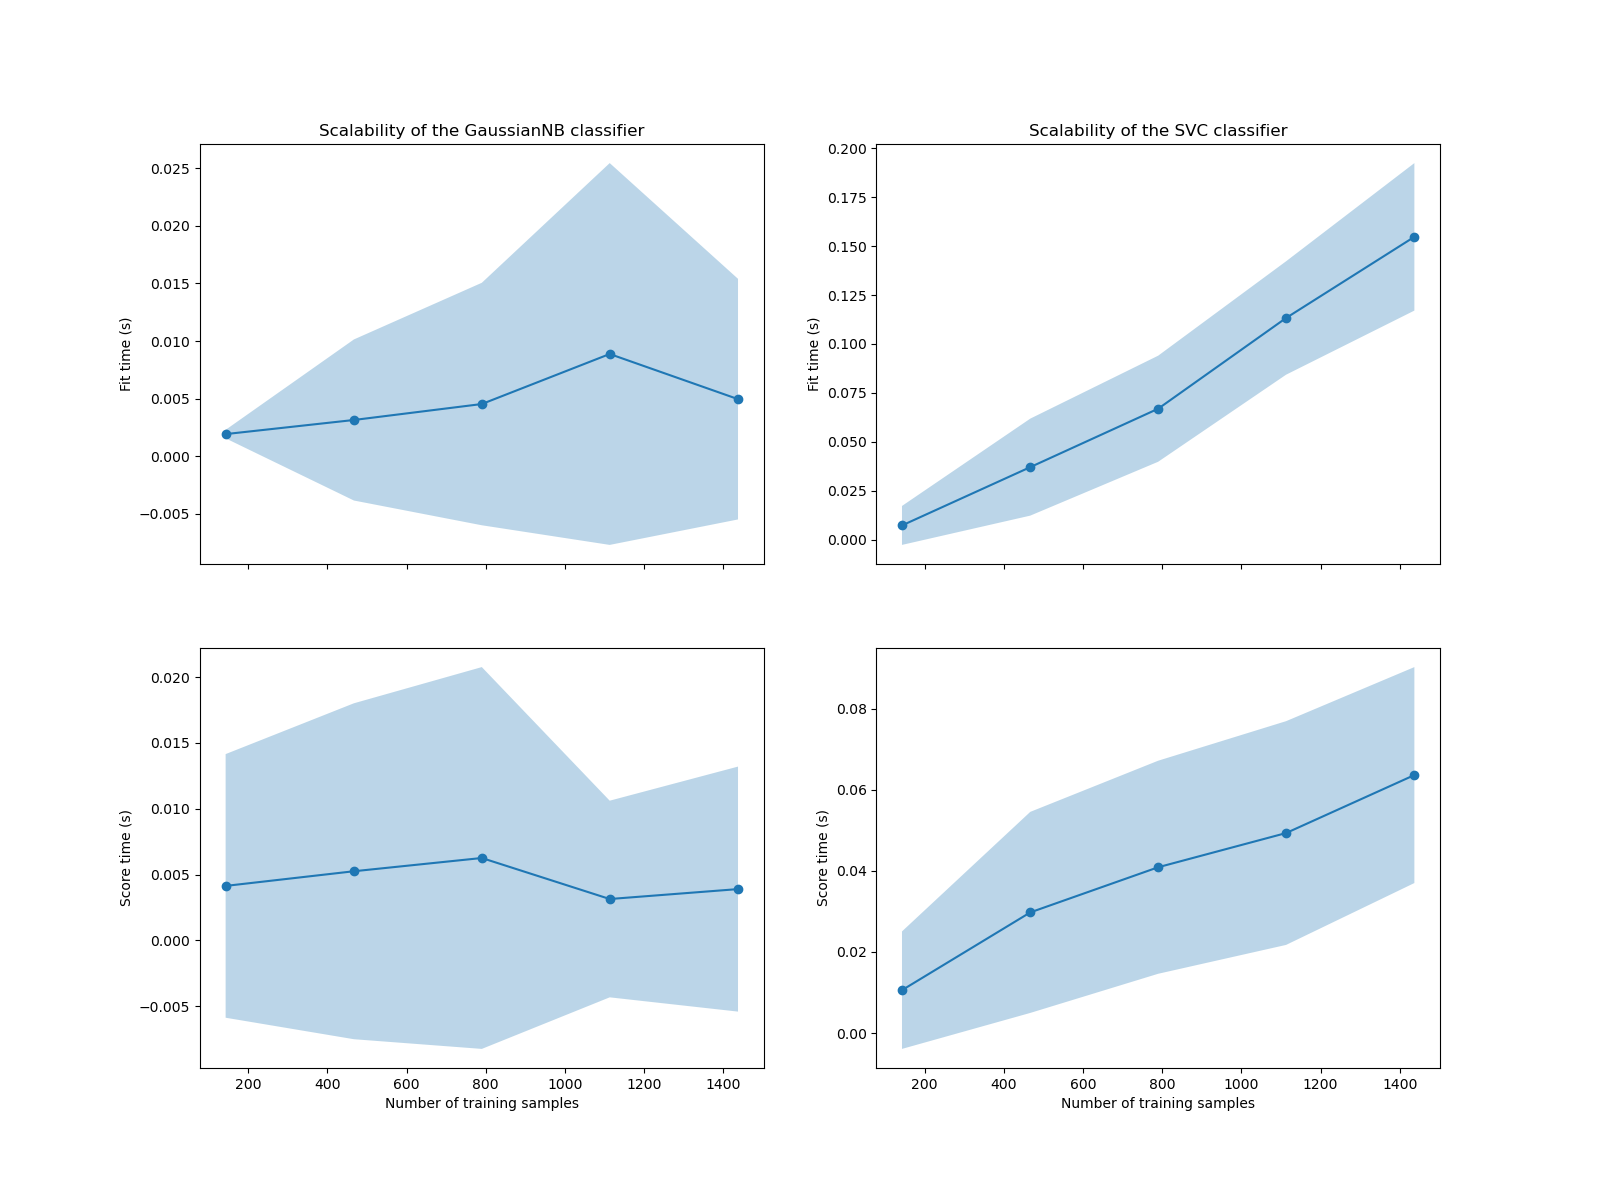 Scalability of the GaussianNB classifier
0.025
0.020
0.015
0.010
0.005
0.000
−0.005
Fit time (s)
Scalability of the SVC classifier
0.200
0.175
0.150
0.125
0.100
0.075
0.050
0.025
0.000
Fit time (s)
0.020
0.015
0.010
0.005
0.000
−0.005
Score time (s)
200 400 600 800 1000 1200 1400
Number of training samples
0.08
0.06
0.04
0.02
0.00
Score time (s)
200 400 600 800 1000 1200 1400
Number of training samples